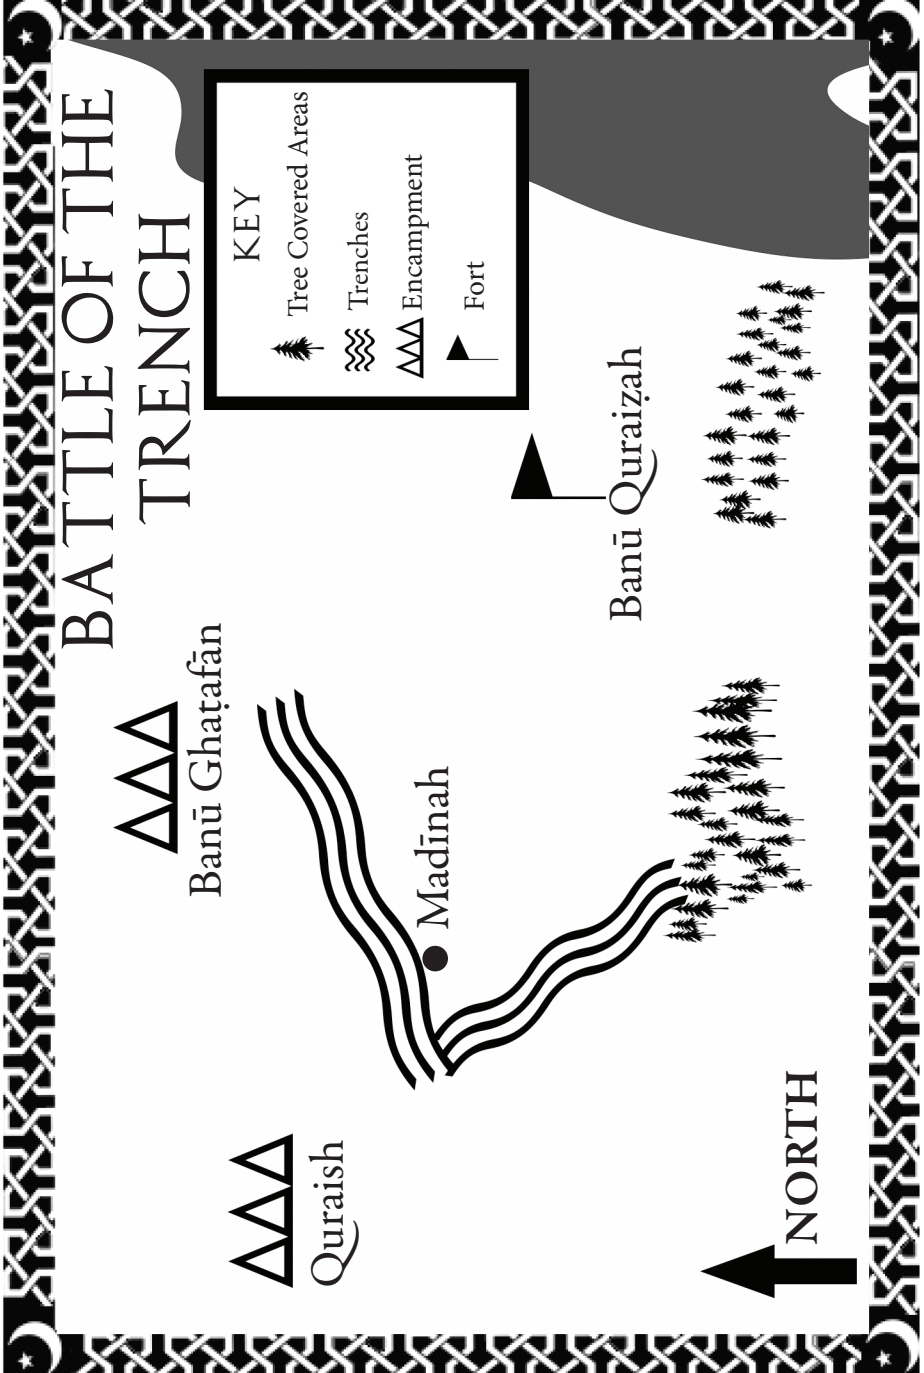 BATTLE OF THE
TRENCH
KEY
Tree Covered Areas
Trenches
Encampment
Fort
Banū Ghaṭafān
Quraish
Madīnah
Banū Quraiẓah
NORTH